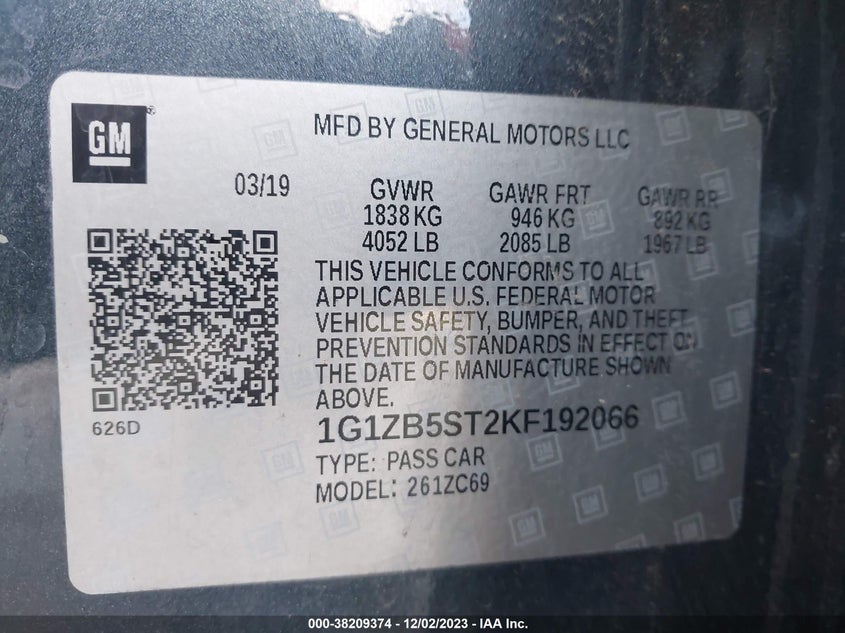 GM
MFD BY GENERAL MOTORS LLC
03/19 GVWR GAWR FRT GAWR RR
1838 KG 946 KG 892 KG
4052 LB 2085 LB 1967 LB
THIS VEHICLE CONFORMS TO ALL
APPLICABLE U.S. FEDERAL MOTOR
VEHICLE SAFETY, BUMPER, AND THEFT
PREVENTION STANDARDS IN EFFECT ON
THE DATE OF MANUFACTURE SHOWN
ABOVE.
626D
1G1ZB5ST2KF192066
TYPE: PASS CAR
MODEL: 261ZC69
000-38209374 - 12/02/2023 - IAA Inc.